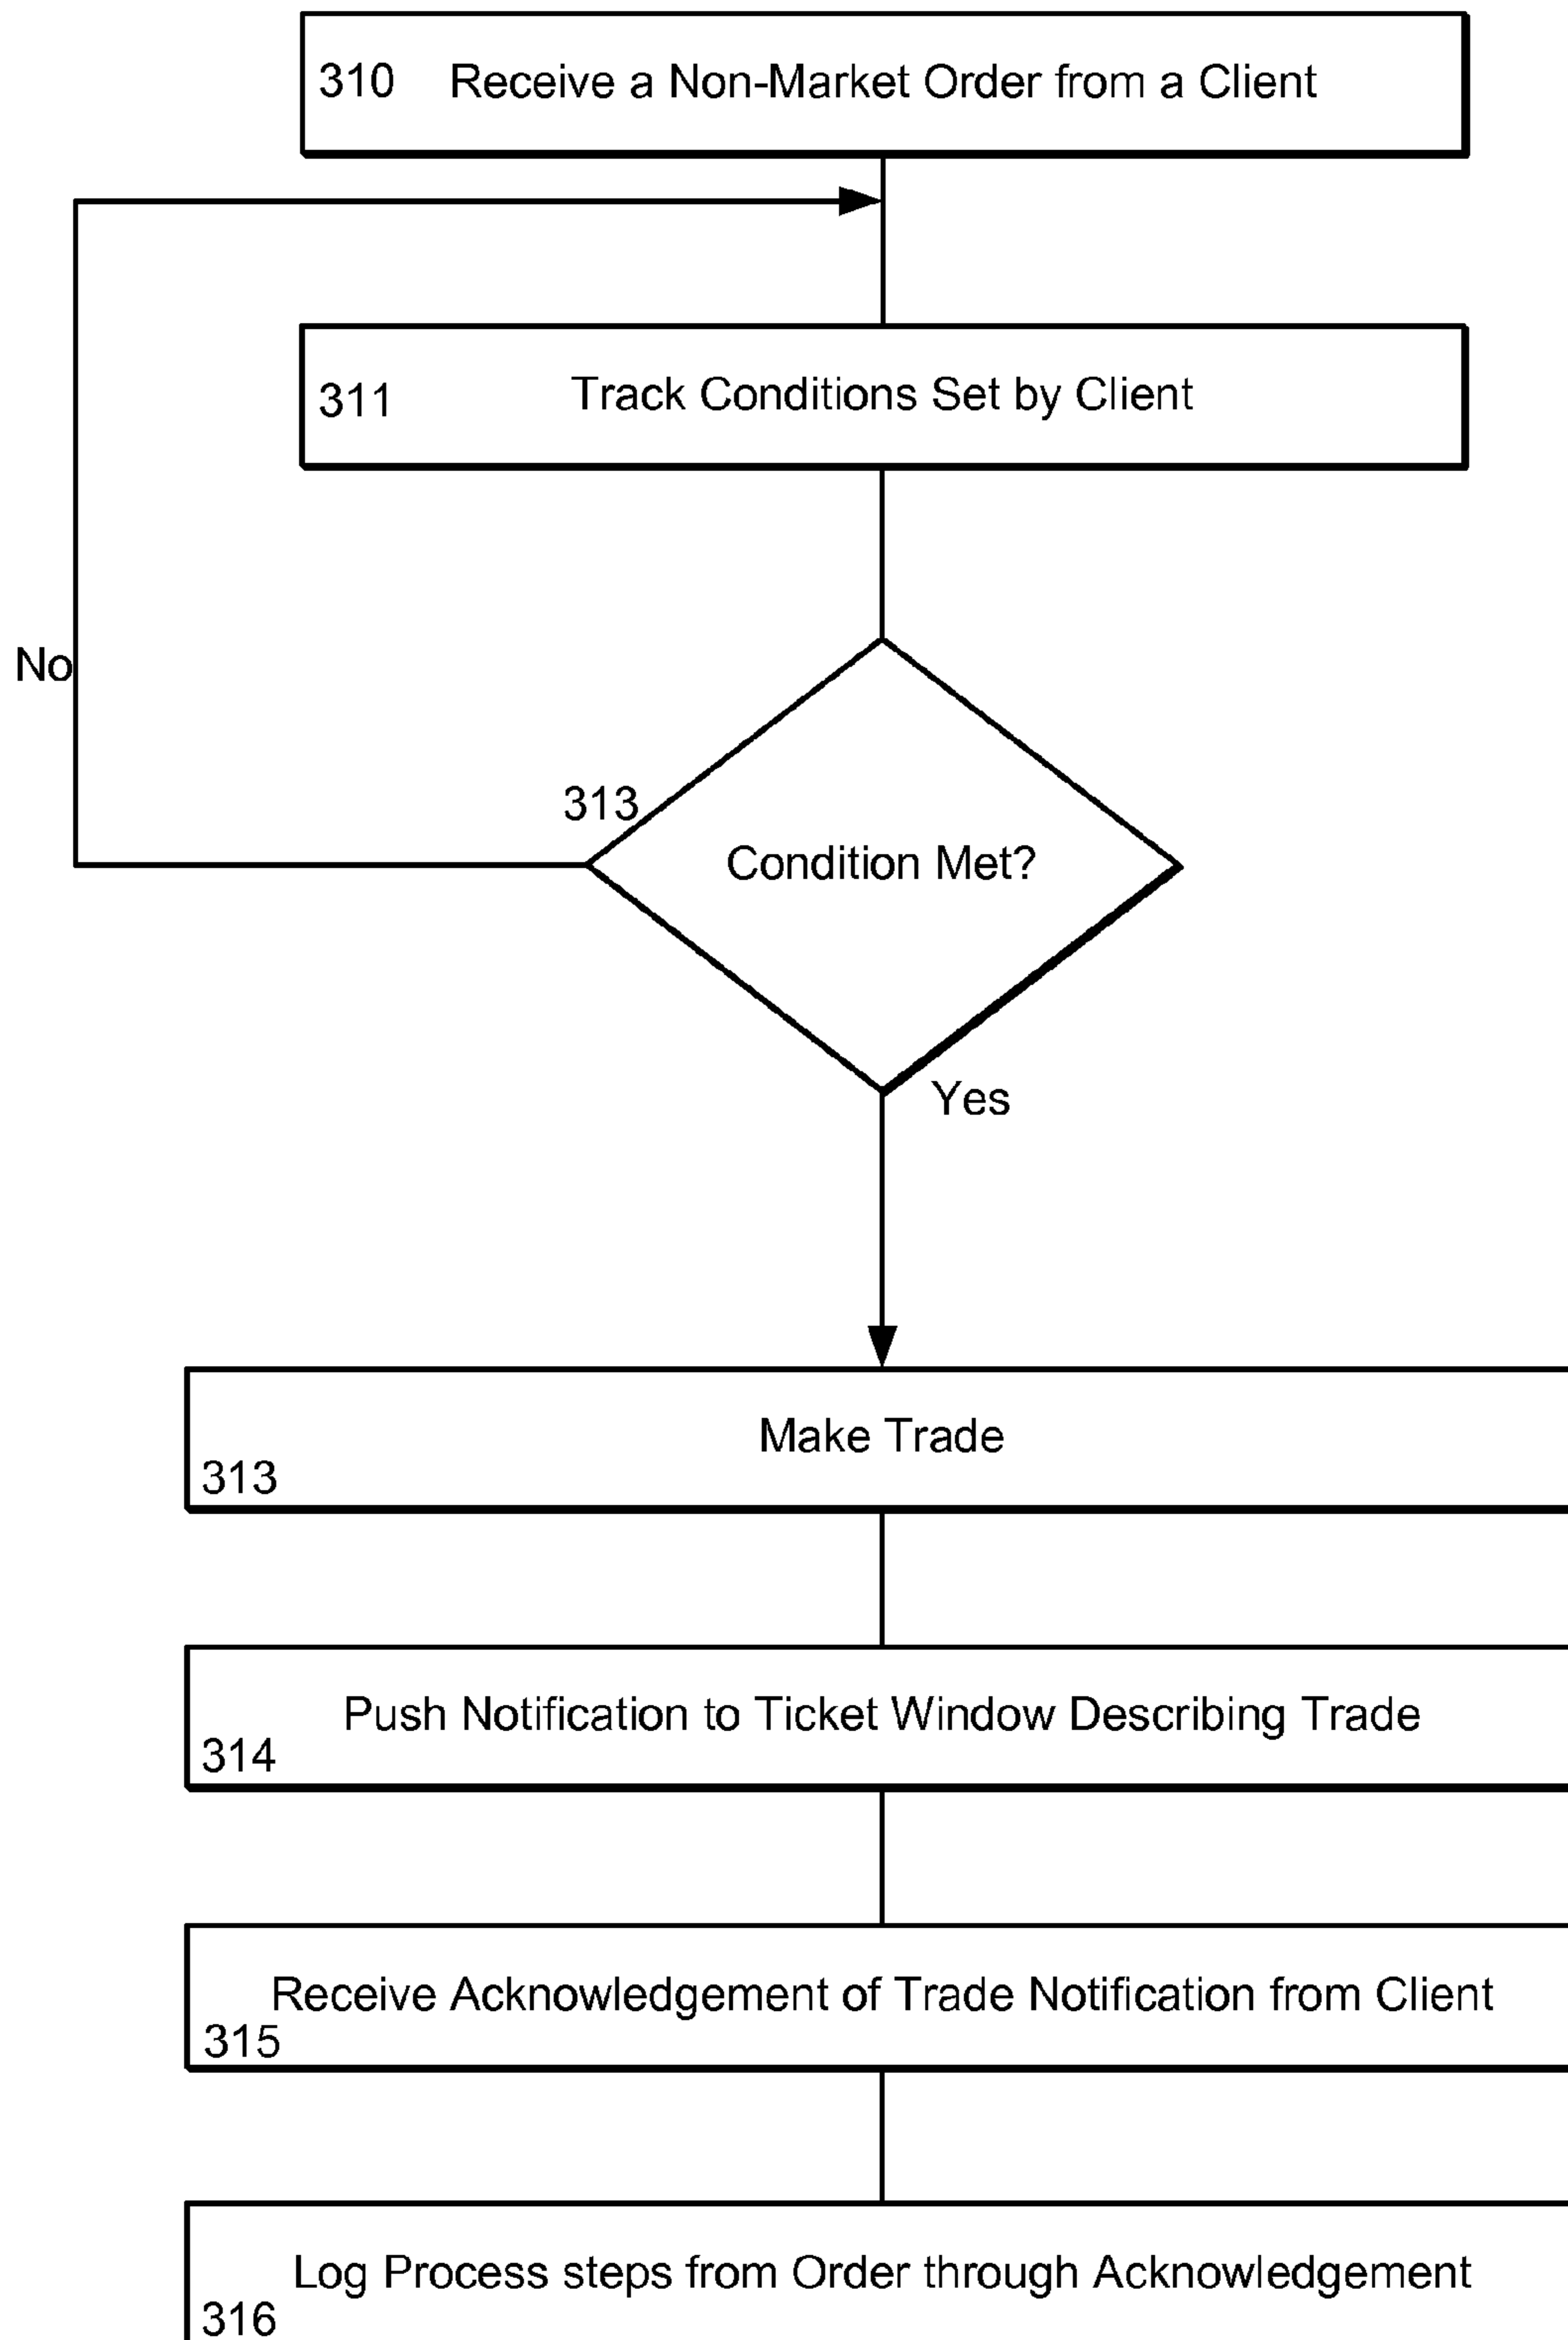 310 Receive a Non-Market Order from a Client
311 Track Conditions Set by Client
No
313
Condition Met?
Yes
Make Trade
313
Push Notification to Ticket Window Describing Trade
314
Receive Acknowledgement of Trade Notification from Client
315
Log Process steps from Order through Acknowledgement
316